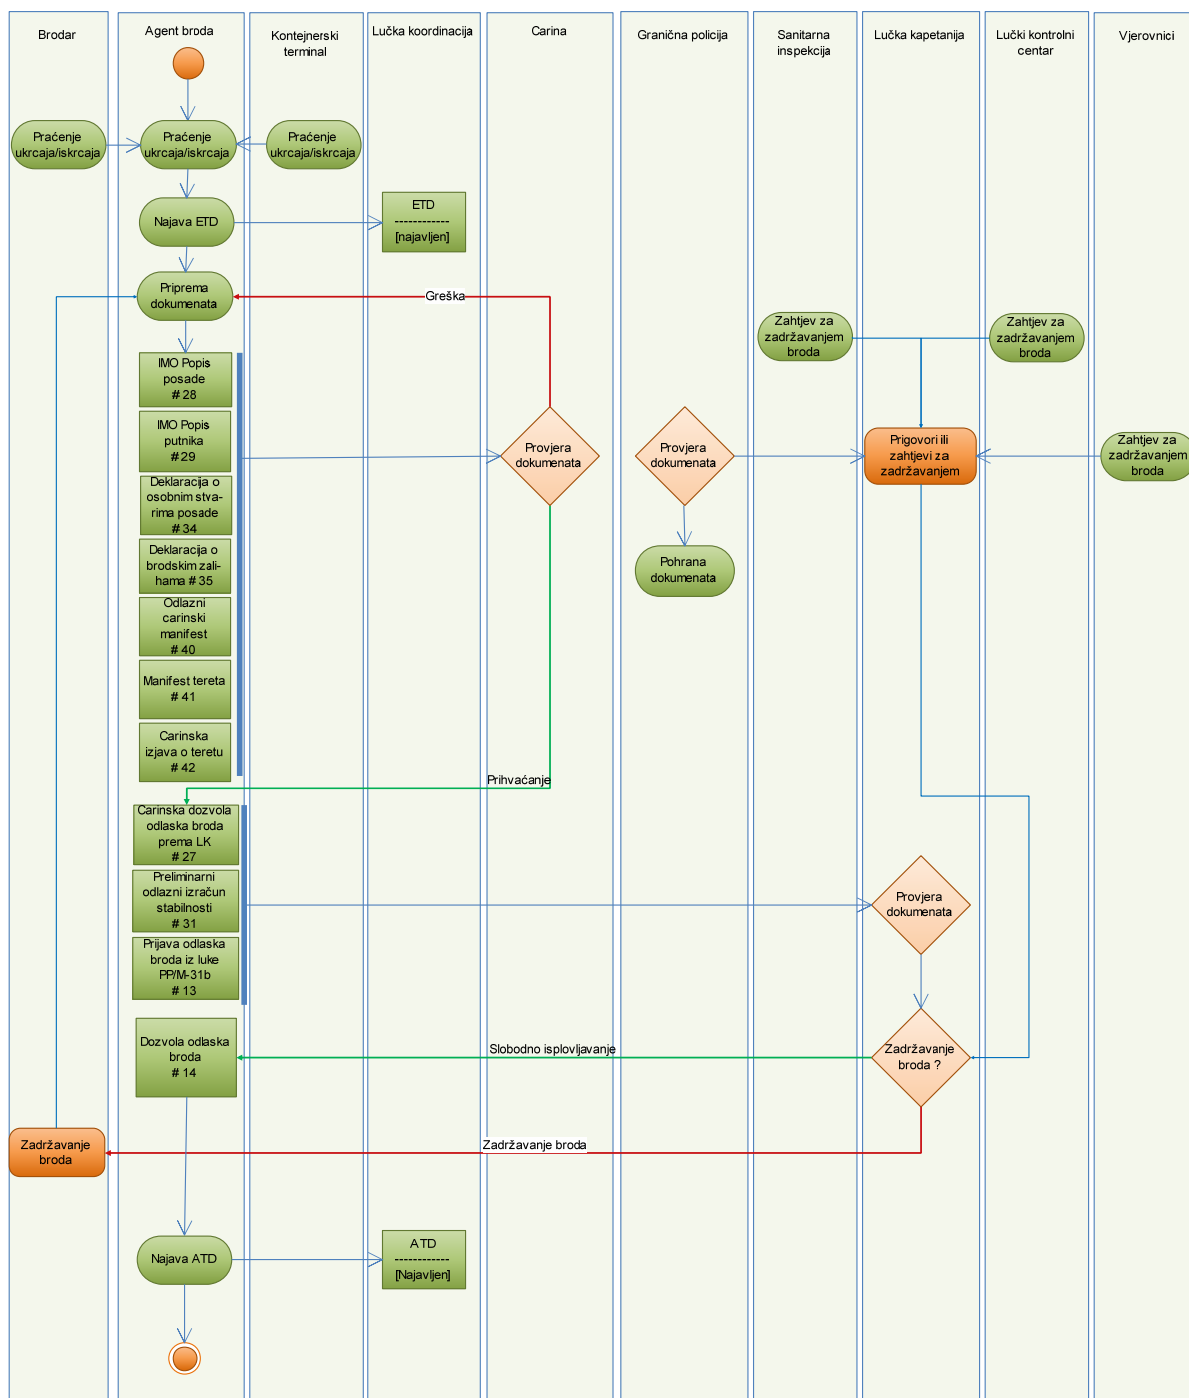 Brodar
Agent broda
Kontejnerski
terminal
Lučka koordinacija
Carina
Granična policija
Sanitarna
inspekcija
Lučka kapetanija
Lučki kontrolni
centar
Vjerovnici
Praćenje
ukrcaja/iskrcaja
Praćenje
ukrcaja/iskrcaja
Praćenje
ukrcaja/iskrcaja
Najava ETD
ETD
------------
[najavljen]
Priprema
dokumenata
Greška
Zahtjev za
zadržavanjem
broda
Zahtjev za
zadržavanjem
broda
IMO Popis
posade
# 28
IMO Popis
putnika
#29
Provjera
dokumenata
Provjera
dokumenata
Prigovori ili
zahtjevi za
zadržavanjem
Zahtjev za
zadržavanjem
broda
Deklaracija o
osobnim stva-
rima posade
# 34
Deklaracija o
brodskim zali-
hama # 35
Pohrana
dokumenata
Odlazni
carinski
manifest
# 40
Manifest tereta
# 41
Carinska
izjava o teretu
# 42
Prihvaćanje
Carinska dozvola
odlaska broda
prema LK
# 27
Preliminarni
odlazni izračun
stabilnosti
# 31
Provjera
dokumenata
Prijava odlaska
broda iz luke
PP/M-31b
# 13
Dozvola odlaska
broda
# 14
Slobodno isplovljavanje
Zadržavanje
broda ?
Zadržavanje
broda
Zadržavanje broda
Najava ATD
ATD
------------
[Najavljen]